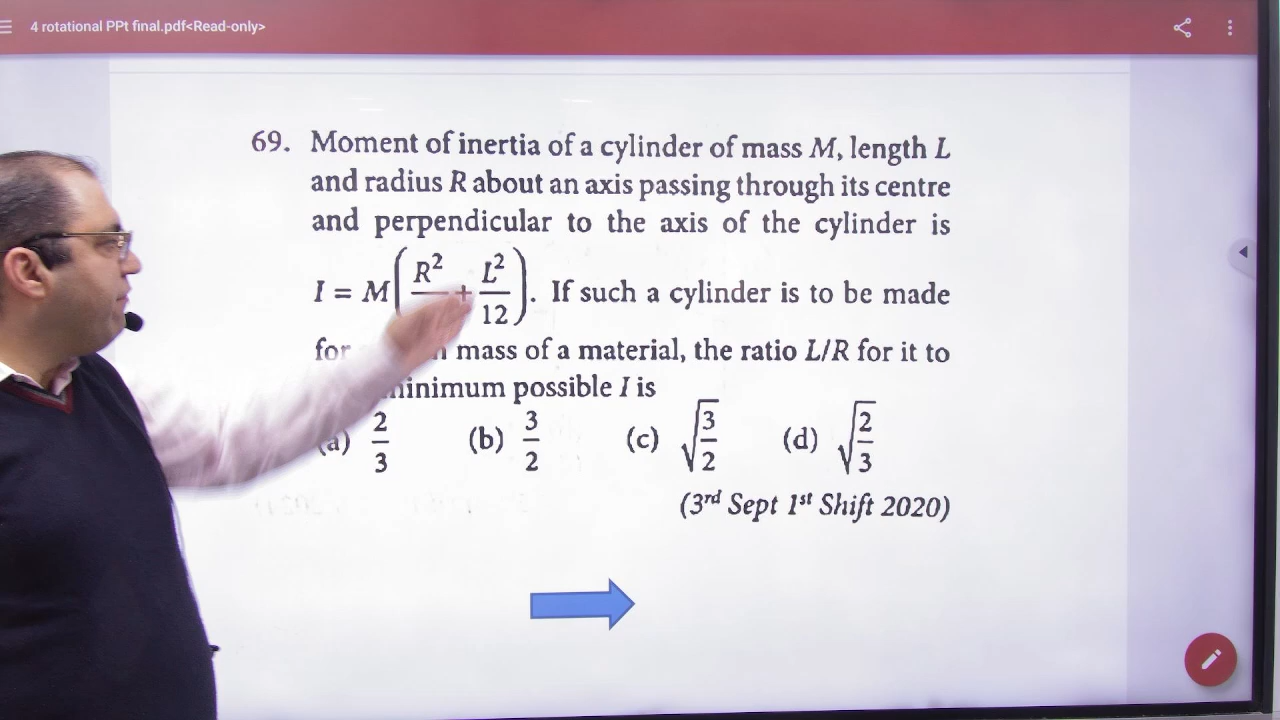 4 rotational PPt final.pdf<Read-only>
69. Moment of inertia of a cylinder of mass M, length L
and radius R about an axis passing through its centre
and perpendicular to the axis of the cylinder is
I = M(R²/ + L²/12). If such a cylinder is to be made
for mass of a material, the ratio L/R for it to
minimum possible I is
(a) 2/3 (b) 3/2 (c) √3/2 (d) √2/3
(3rd Sept 1st Shift 2020)